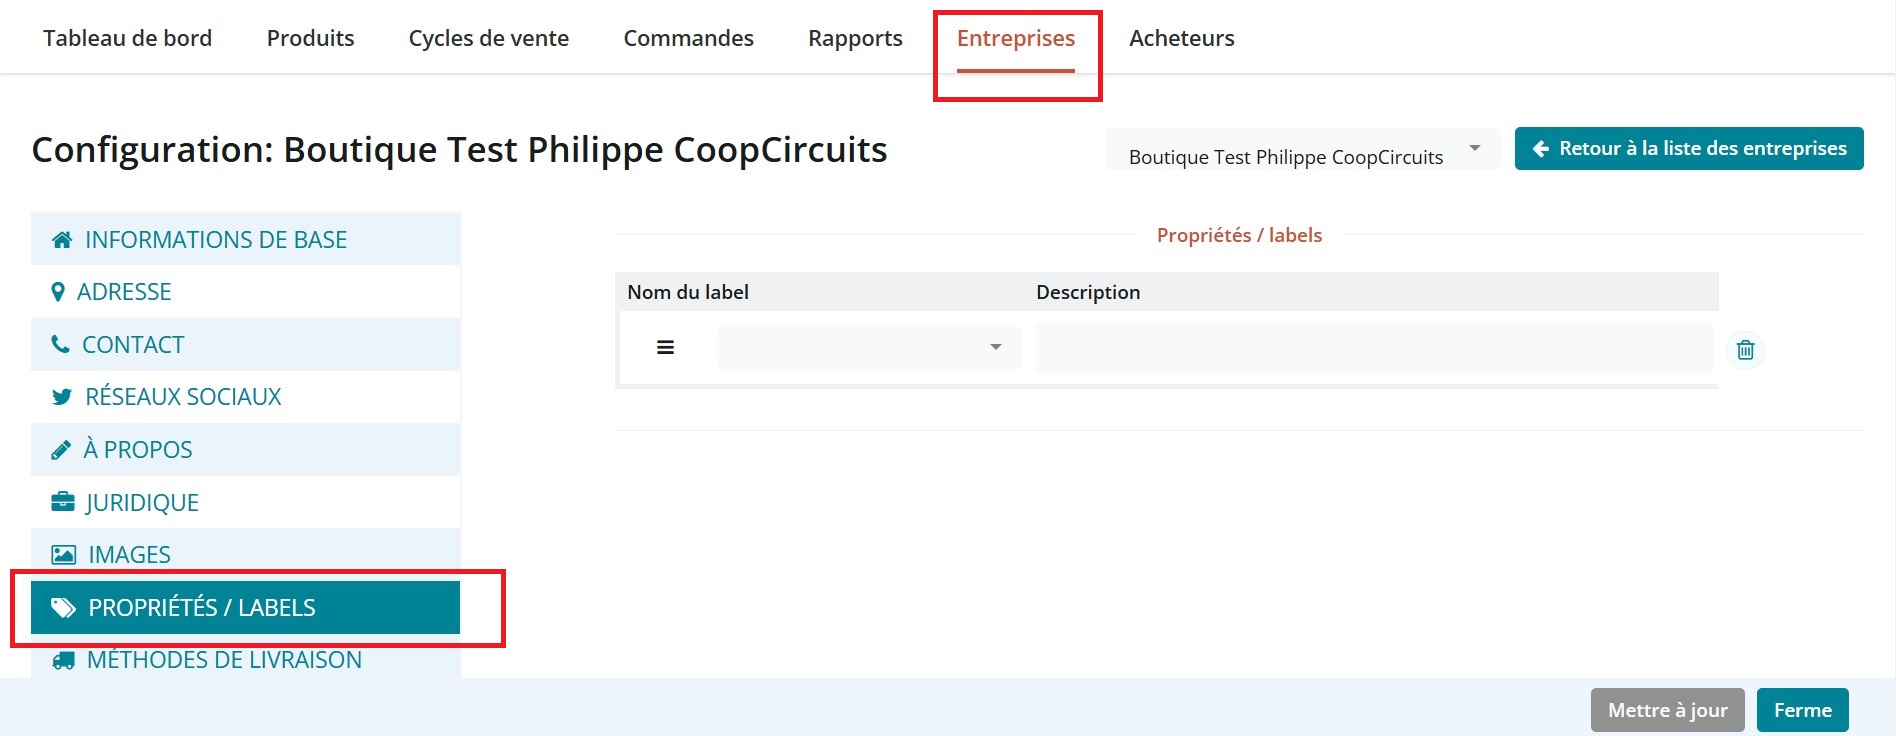 Tableau de bord Produits Cycles de vente Commandes Rapports Entreprises Acheteurs
Configuration: Boutique Test Philippe CoopCircuits
Boutique Test Philippe CoopCircuits
Retour à la liste des entreprises
INFORMATIONS DE BASE
ADRESSE
CONTACT
RÉSEAUX SOCIAUX
À PROPOS
JURIDIQUE
IMAGES
PROPRIÉTÉS / LABELS
MÉTHODES DE LIVRAISON
Propriétés / labels
Nom du label Description
Mettre à jour Ferme